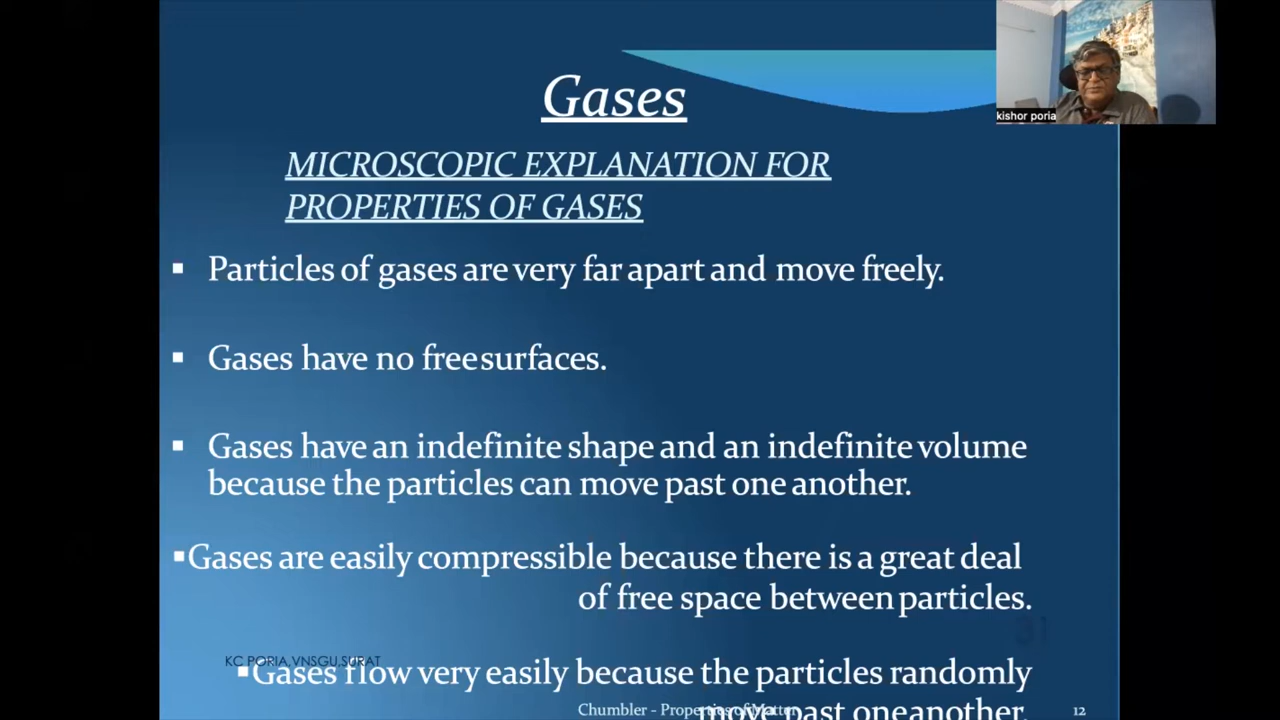 kishor poria
Gases
MICROSCOPIC EXPLANATION FOR
PROPERTIES OF GASES
▪ Particles of gases are very far apart and move freely.
▪ Gases have no free surfaces.
▪ Gases have an indefinite shape and an indefinite volume
because the particles can move past one another.
▪Gases are easily compressible because there is a great deal
of free space between particles.
31
KC PORIA,VNSGU,SURAT
▪Gases flow very easily because the particles randomly
move past one another.
Chumbler - Properties of Matter
12